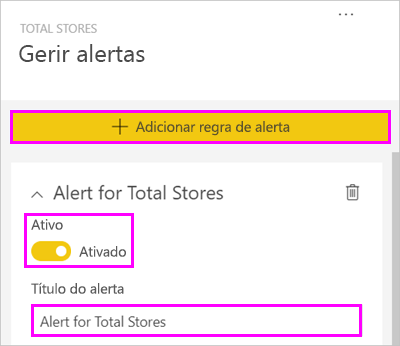 TOTAL STORES
Gerir alertas
Adicionar regra de alerta
Alert for Total Stores
Ativo
Ativado
Título do alerta
Alert for Total Stores